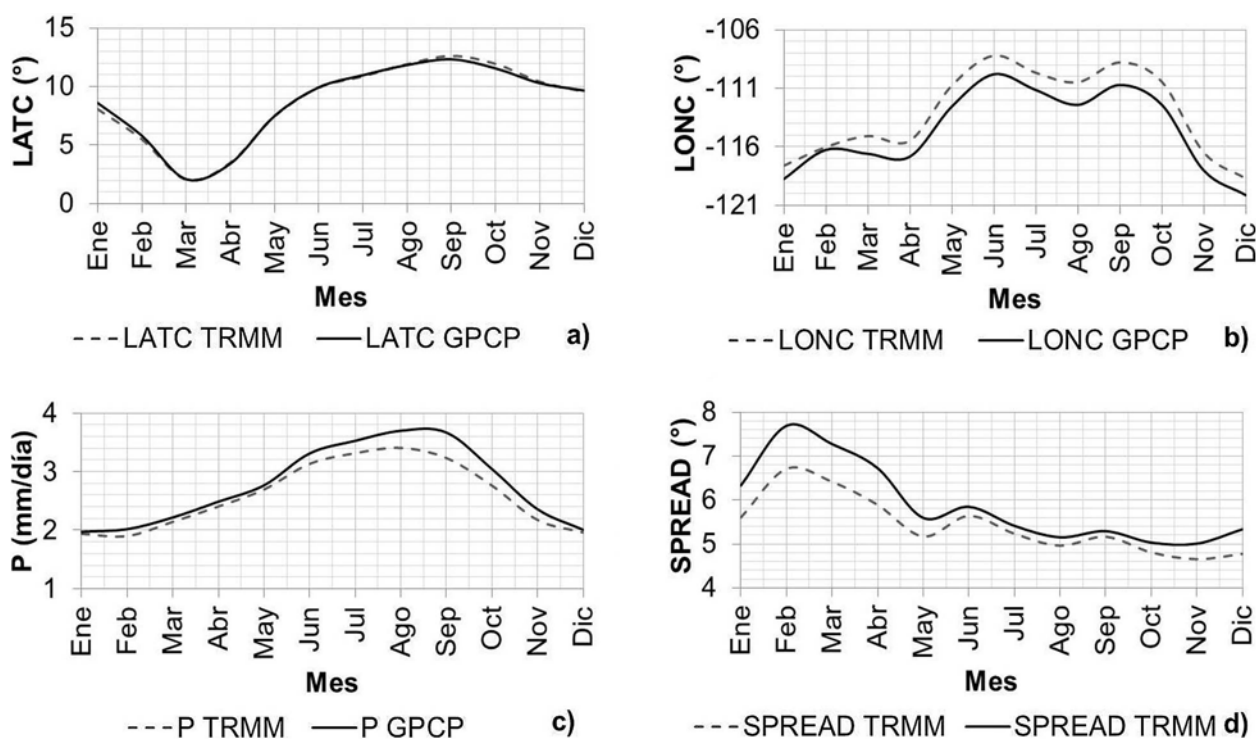 15
10
5
0
LATC (°)
Ene
Feb
Mar
Abr
May
Jun
Jul
Ago
Sep
Oct
Nov
Dic
Mes
LATC TRMM LATC GPCP a)
-106
-111
-116
-121
LONC (°)
Ene
Feb
Mar
Abr
May
Jun
Jul
Ago
Sep
Oct
Nov
Dic
Mes
LONC TRMM LONC GPCP b)
4
3
2
1
P (mm/día)
Ene
Feb
Mar
Abr
May
Jun
Jul
Ago
Sep
Oct
Nov
Dic
Mes
P TRMM P GPCP c)
8
7
6
5
4
SPREAD (°)
Ene
Feb
Mar
Abr
May
Jun
Jul
Ago
Sep
Oct
Nov
Dic
Mes
SPREAD TRMM SPREAD TRMM d)